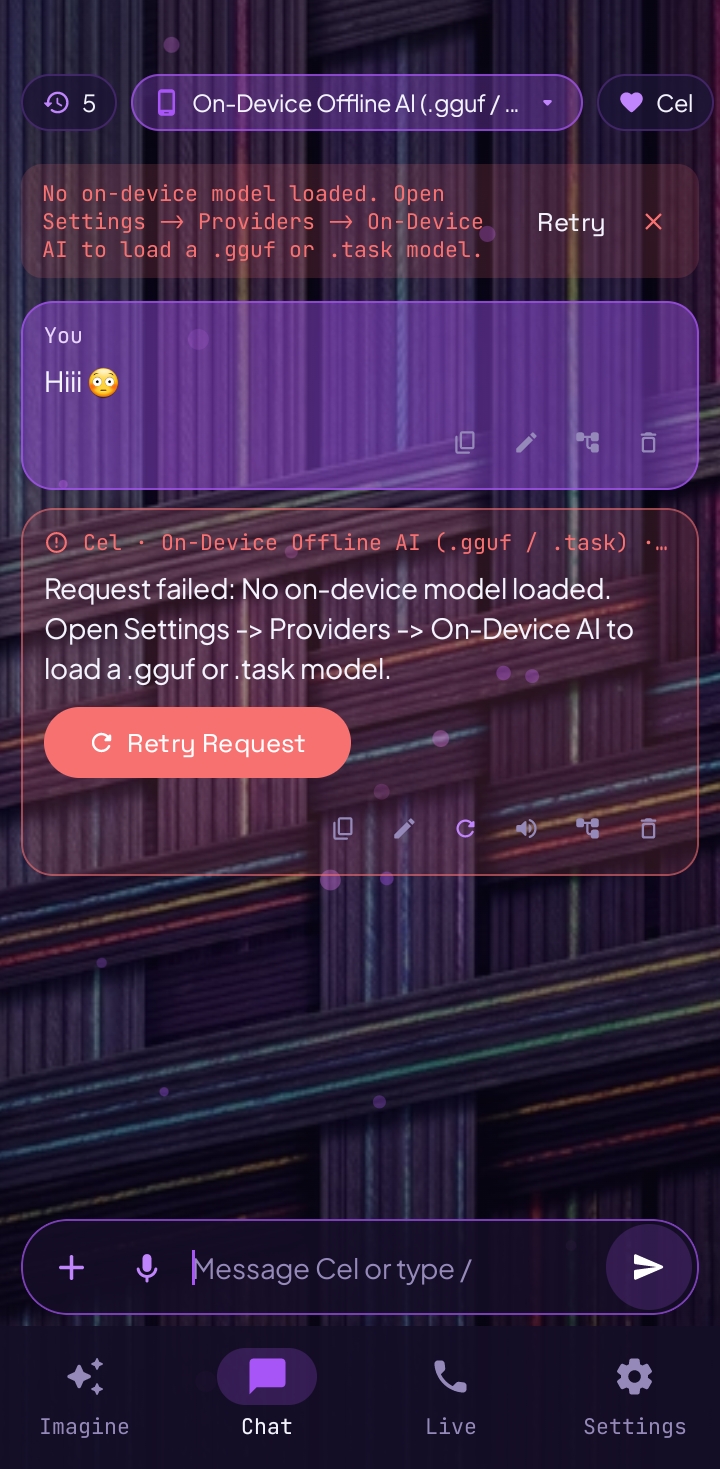 5
On-Device Offline AI (.gguf / ...
Cel
No on-device model loaded. Open
Settings -> Providers -> On-Device
AI to load a .gguf or .task model.
Retry
You
Hiii 😳
Cel · On-Device Offline AI (.gguf / .task) ·…
Request failed: No on-device model loaded.
Open Settings -> Providers -> On-Device AI to
load a .gguf or .task model.
Retry Request
Message Cel or type /
Imagine
Chat
Live
Settings